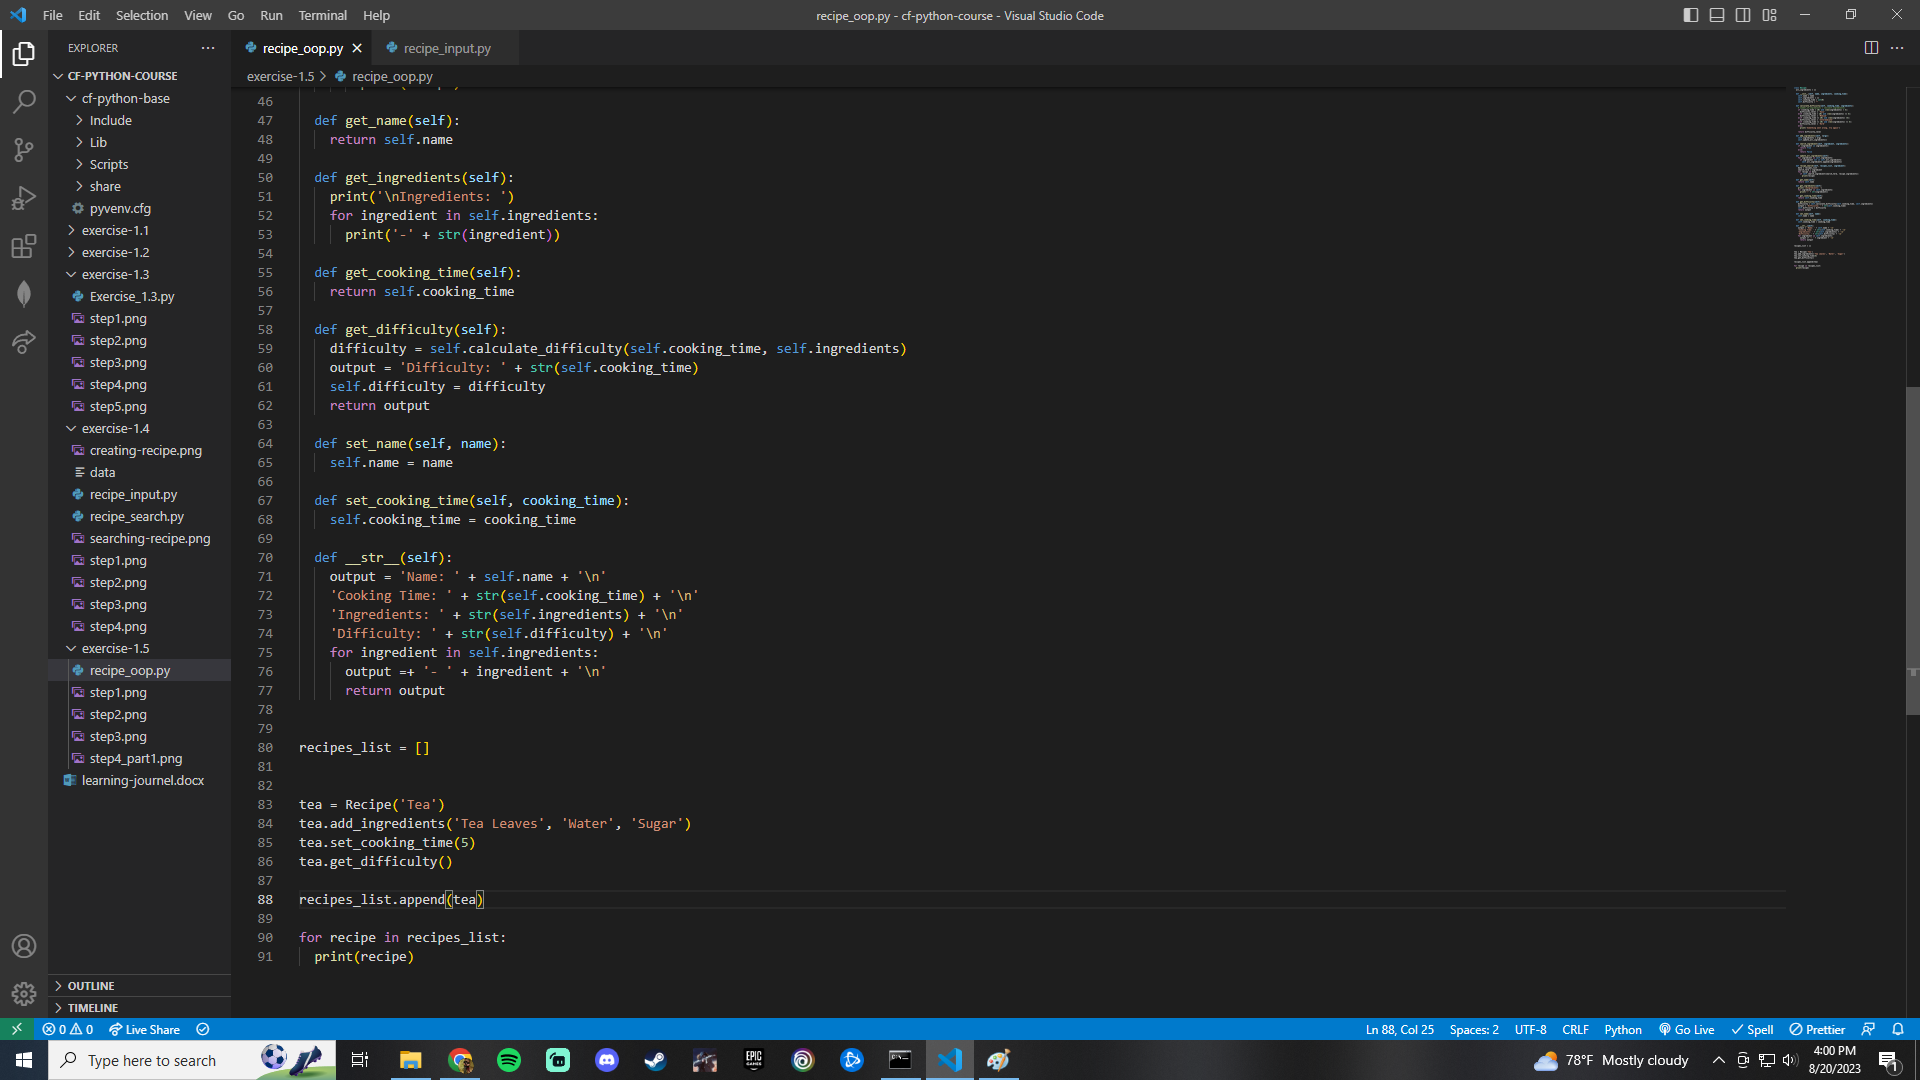 File Edit Selection View Go Run Terminal Help
recipe_oop.py - cf-python-course - Visual Studio Code
EXPLORER
CF-PYTHON-COURSE
cf-python-base
Include
Lib
Scripts
share
pyvenv.cfg
exercise-1.1
exercise-1.2
exercise-1.3
Exercise_1.3.py
step1.png
step2.png
step3.png
step4.png
step5.png
exercise-1.4
creating-recipe.png
data
recipe_input.py
recipe_search.py
searching-recipe.png
step1.png
step2.png
step3.png
step4.png
exercise-1.5
recipe_oop.py
step1.png
step2.png
step3.png
step4_part1.png
learning-journel.docx
OUTLINE
TIMELINE
recipe_oop.py
recipe_input.py
exercise-1.5 > recipe_oop.py
46
47 def get_name(self):
48 return self.name
49
50 def get_ingredients(self):
51 print('\nIngredients: ')
52 for ingredient in self.ingredients:
53 print('-' + str(ingredient))
54
55 def get_cooking_time(self):
56 return self.cooking_time
57
58 def get_difficulty(self):
59 difficulty = self.calculate_difficulty(self.cooking_time, self.ingredients)
60 output = 'Difficulty: ' + str(self.cooking_time)
61 self.difficulty = difficulty
62 return output
63
64 def set_name(self, name):
65 self.name = name
66
67 def set_cooking_time(self, cooking_time):
68 self.cooking_time = cooking_time
69
70 def __str__(self):
71 output = 'Name: ' + self.name + '\n'
72 'Cooking Time: ' + str(self.cooking_time) + '\n'
73 'Ingredients: ' + str(self.ingredients) + '\n'
74 'Difficulty: ' + str(self.difficulty) + '\n'
75 for ingredient in self.ingredients:
76 output =+ '- ' + ingredient + '\n'
77 return output
78
79
80 recipes_list = []
81
82
83 tea = Recipe('Tea')
84 tea.add_ingredients('Tea Leaves', 'Water', 'Sugar')
85 tea.set_cooking_time(5)
86 tea.get_difficulty()
87
88 recipes_list.append(tea)
89
90 for recipe in recipes_list:
91 print(recipe)
0 0 Live Share
Ln 88, Col 25 Spaces: 2 UTF-8 CRLF Python Go Live Spell Prettier
Type here to search
EPIC GAMES
78°F Mostly cloudy
4:00 PM
8/20/2023
1